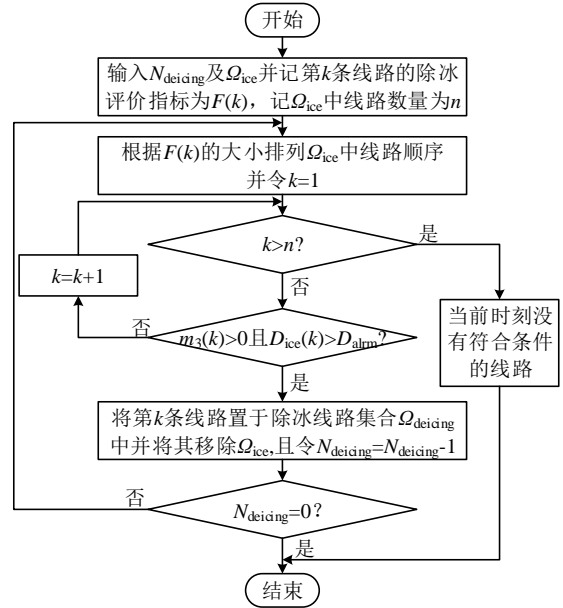 开始
输入N_deicing及Ω_ice并记第k条线路的除冰
评价指标为F(k)，记Ω_ice中线路数量为n
根据F(k)的大小排列Ω_ice中线路顺序
并令k=1
k>n?
是
k=k+1
否
当前时刻没
有符合条件
的线路
否
m_3(k)>0且D_ice(k)>D_alrm?
是
将第k条线路置于除冰线路集合Ω_deicing
中并将其移除Ω_ice,且令N_deicing=N_deicing-1
否
N_deicing=0?
是
结束